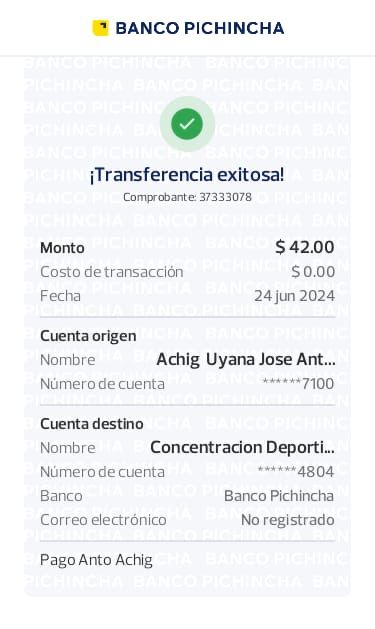 BANCO PICHINCHA
¡Transferencia exitosa!
Comprobante: 37333078
Monto $ 42.00
Costo de transacción $ 0.00
Fecha 24 jun 2024
Cuenta origen
Nombre Achig Uyana Jose Ant...
Número de cuenta ******7100
Cuenta destino
Nombre Concentracion Deporti...
Número de cuenta ******4804
Banco Banco Pichincha
Correo electrónico No registrado
Pago Anto Achig